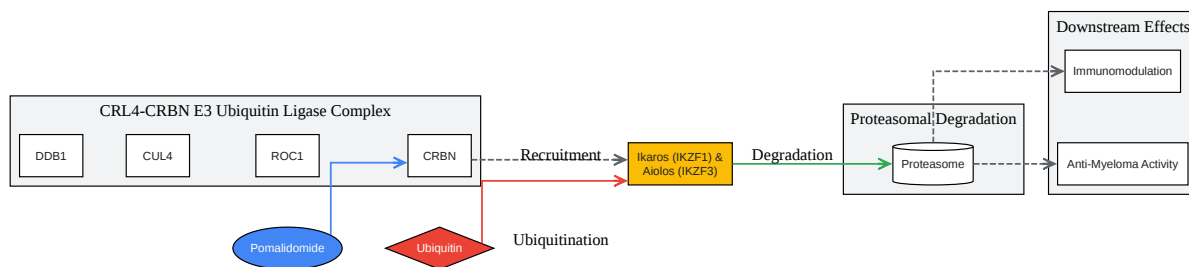 Downstream Effects
Immunomodulation
CRL4-CRBN E3 Ubiquitin Ligase Complex
Proteasomal Degradation
DDB1
CUL4
ROC1
CRBN
Recruitment
Ikaros (IKZF1) &
Aiolos (IKZF3)
Degradation
Proteasome
Anti-Myeloma Activity
Pomalidomide
Ubiquitin
Ubiquitination